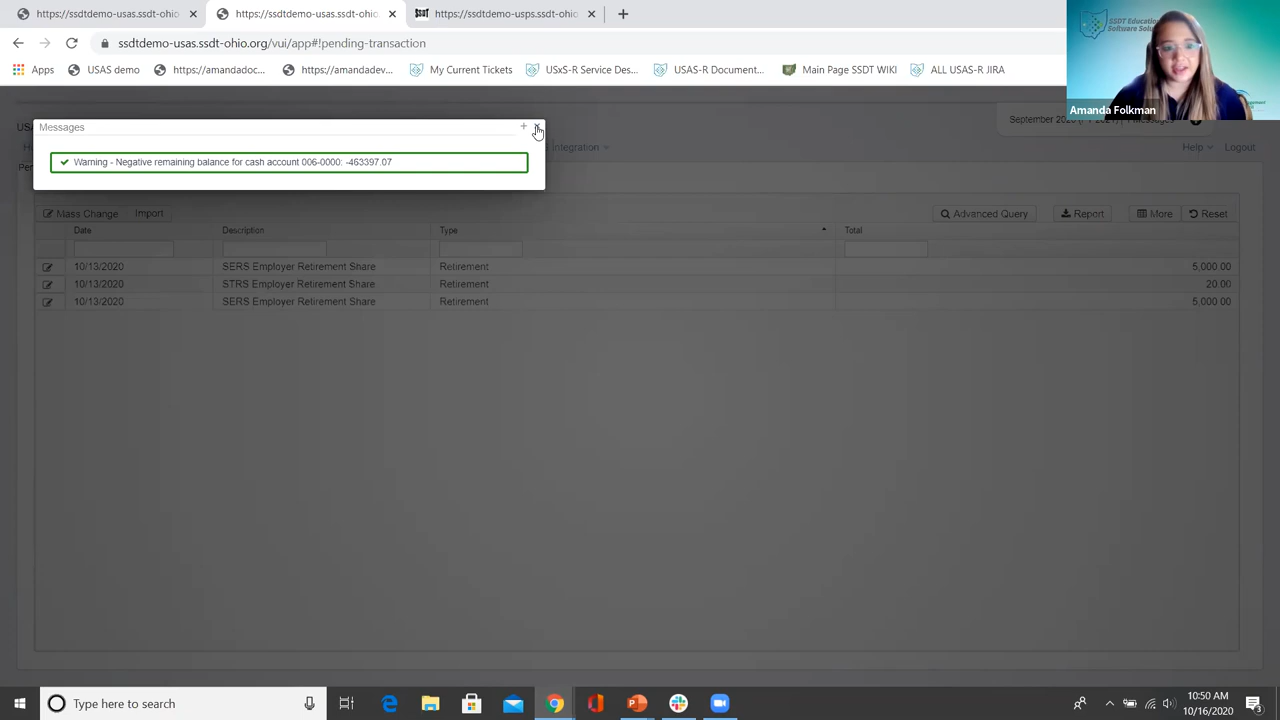 https://ssdtdemo-usas.ssdt-ohio × https://ssdtdemo-usas.ssdt-ohio. × https://ssdtdemo-usps.ssdt-ohio × +
ssdtdemo-usas.ssdt-ohio.org/vui/app#!pending-transaction
Apps USAS demo https://amandadoc... https://amandadev... My Current Tickets USxS-R Service Des... USAS-R Document... Main Page SSDT WIKI ALL USAS-R JIRA
SSDT Education
Software Solu
Amanda Folkman
Messages + ×
Warning - Negative remaining balance for cash account 006-0000: -463397.07
Integration Help Logout
Mass Change Import Advanced Query Report More Reset
Date Description Type Total
10/13/2020 SERS Employer Retirement Share Retirement 5,000.00
10/13/2020 STRS Employer Retirement Share Retirement 20.00
10/13/2020 SERS Employer Retirement Share Retirement 5,000.00
Type here to search
10:50 AM
10/16/2020
3